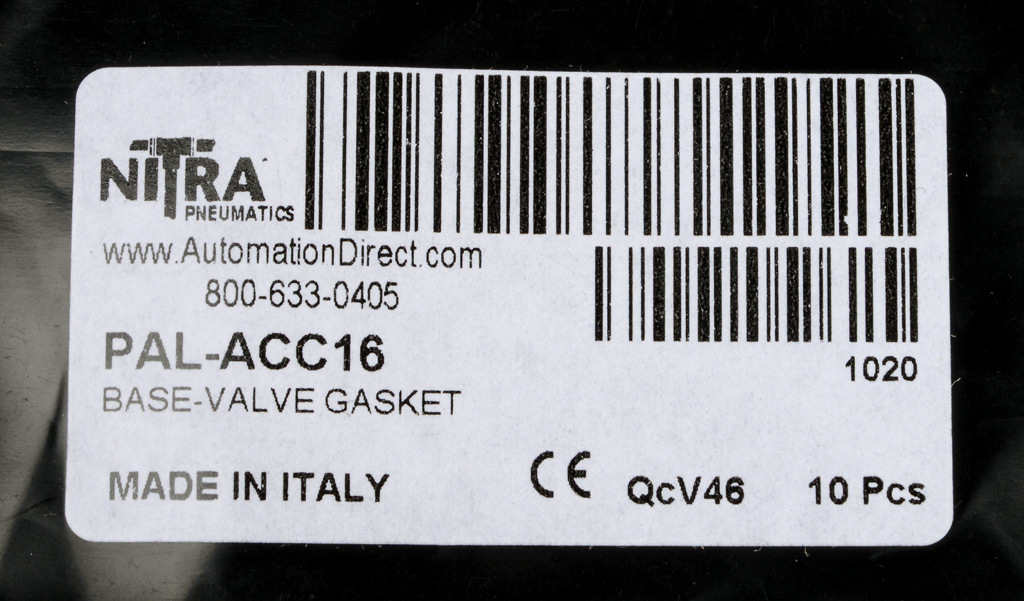 NITRA
PNEUMATICS
www.AutomationDirect.com
800-633-0405
PAL-ACC16
1020
BASE-VALVE GASKET
MADE IN ITALY
CE QcV46 10 Pcs